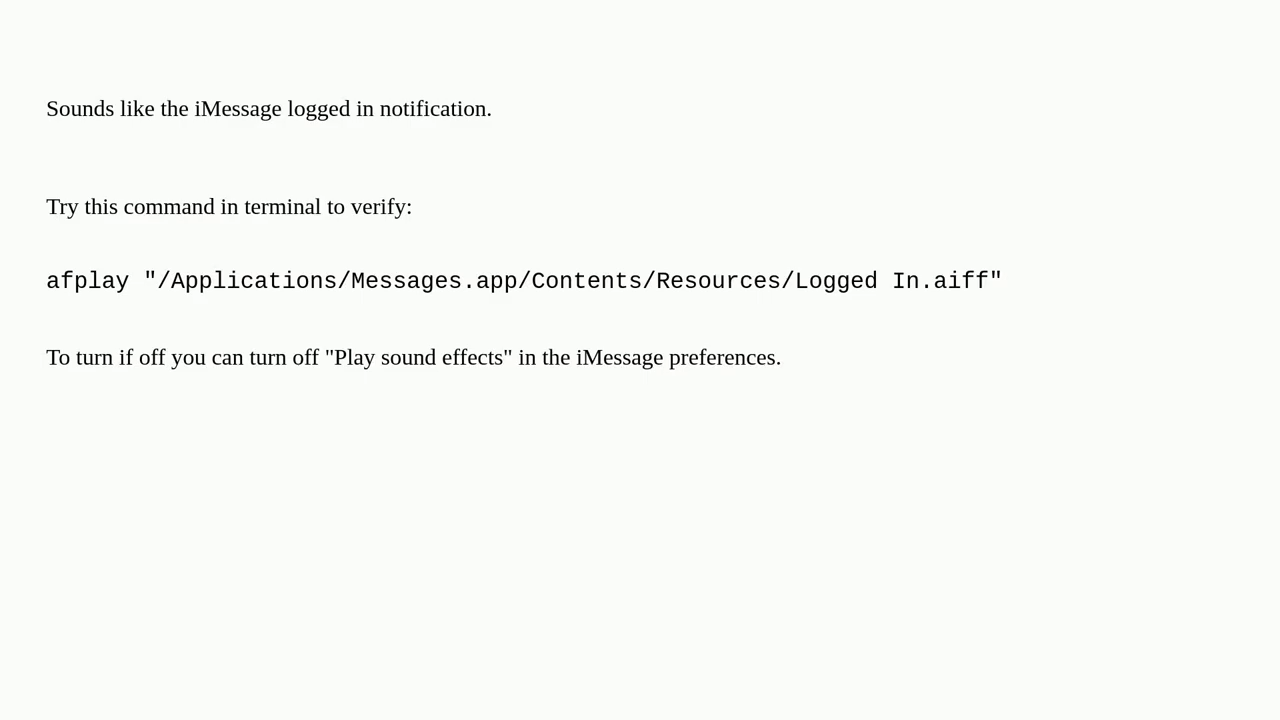 Sounds like the iMessage logged in notification.
Try this command in terminal to verify:
afplay "/Applications/Messages.app/Contents/Resources/Logged In.aiff"
To turn if off you can turn off "Play sound effects" in the iMessage preferences.